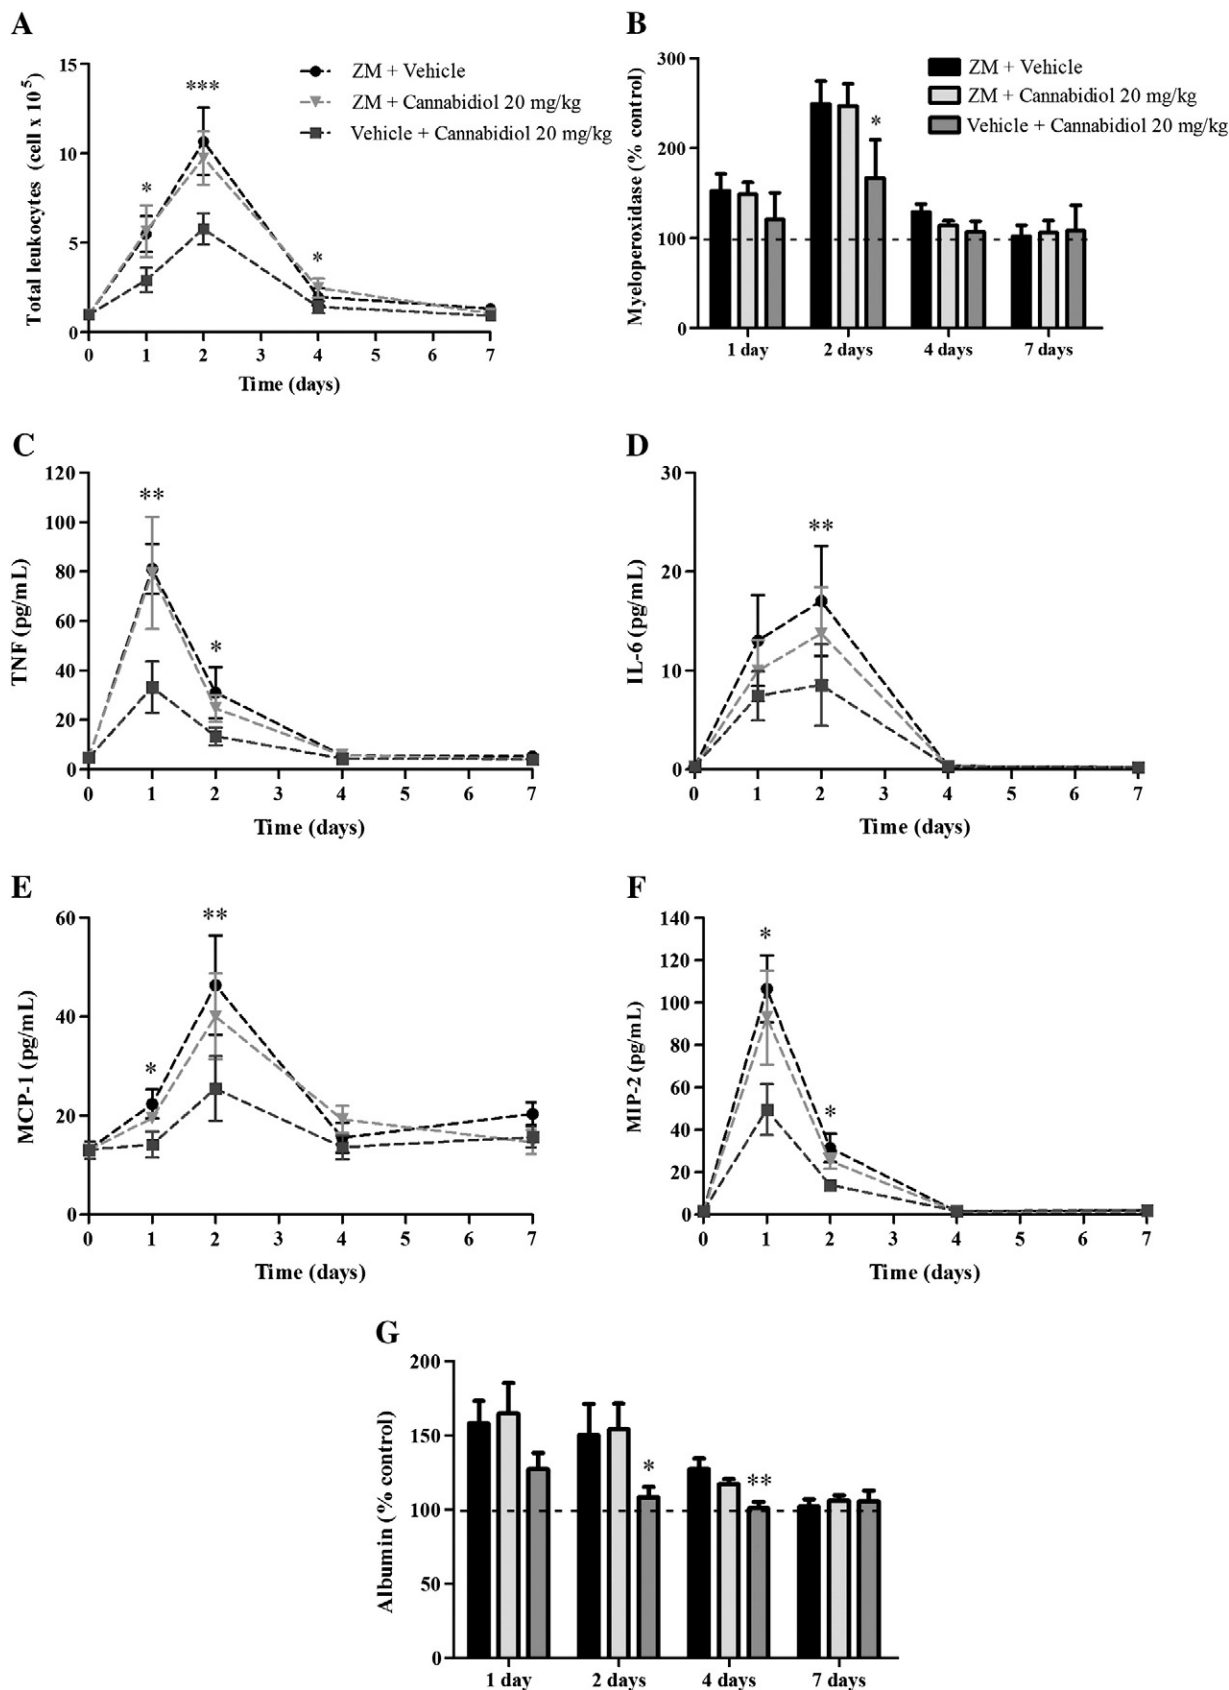 A
Total leukocytes (cell x 10⁵)
15
10
5
0
***
*
*
ZM + Vehicle
ZM + Cannabidiol 20 mg/kg
Vehicle + Cannabidiol 20 mg/kg
0 1 2 3 4 5 6 7
Time (days)
B
Myeloperoxidase (% control)
300
200
100
0
ZM + Vehicle
ZM + Cannabidiol 20 mg/kg
Vehicle + Cannabidiol 20 mg/kg
*
1 day 2 days 4 days 7 days
C
TNF (pg/mL)
120
100
80
60
40
20
0
**
*
0 1 2 4 5 6 7
Time (days)
D
IL-6 (pg/mL)
30
20
10
0
**
0 1 2 3 4 5 6 7
Time (days)
E
MCP-1 (pg/mL)
60
40
20
0
**
*
0 1 2 3 4 5 6 7
Time (days)
F
MIP-2 (pg/mL)
140
120
100
80
60
40
20
0
*
*
0 1 2 3 4 5 6 7
Time (days)
G
Albumin (% control)
200
150
100
50
0
*
**
1 day 2 days 4 days 7 days